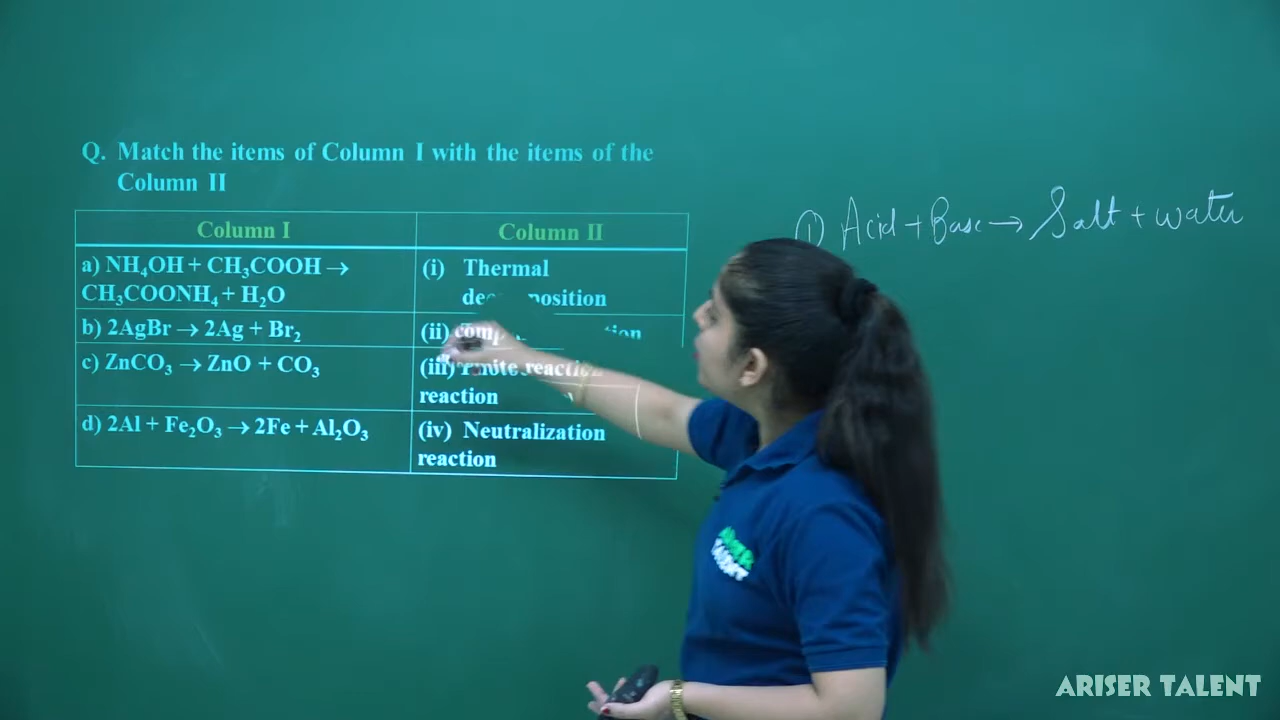 Q. Match the items of Column I with the items of the
Column II
Column I
Column II
a) NH₄OH + CH₃COOH →
CH₃COONH₄ + H₂O
(i) Thermal
b) 2AgBr → 2Ag + Br₂
(ii)
c) ZnCO₃ → ZnO + CO₃
(iii)
reaction
d) 2Al + Fe₂O₃ → 2Fe + Al₂O₃
(iv) Neutralization
reaction
Acid + Base → Salt + water
ARISER TALENT